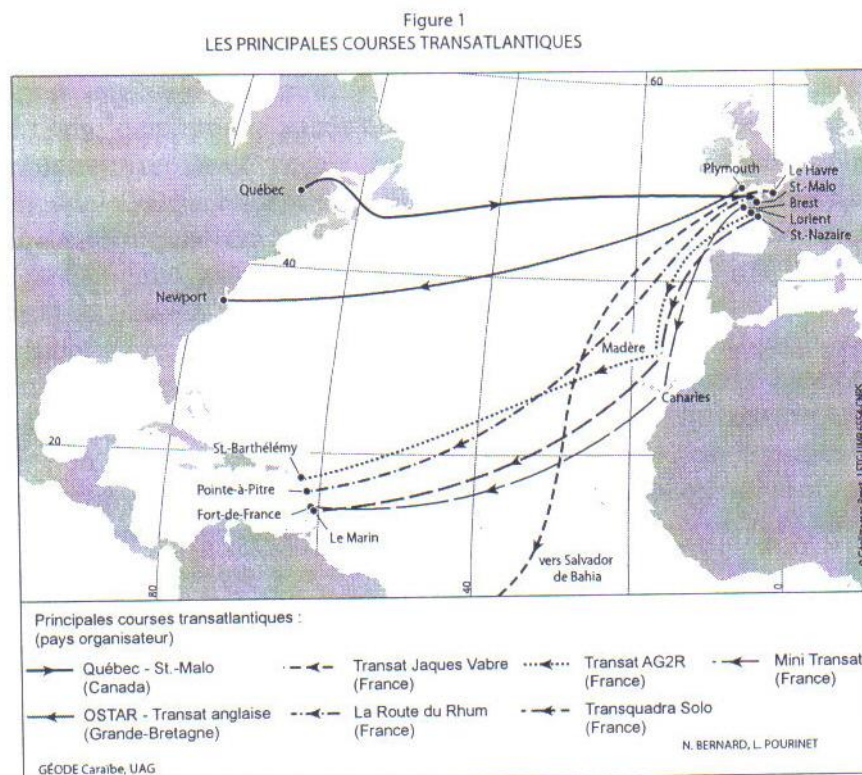 Figure 1
LES PRINCIPALES COURSES TRANSATLANTIQUES
60
Plymouth
Le Havre
St.-Malo
Brest
Lorient
St.-Nazaire
Québec
40
Newport
Madère
Canaries
20
St.-Barthélémy
Pointe-à-Pitre
Fort-de-France
Le Marin
vers Salvador
de Bahia
80
40
0
Principales courses transatlantiques :
(pays organisateur)
Québec - St.-Malo
(Canada)
Transat Jaques Vabre
(France)
Transat AG2R
(France)
Mini Transat
(France)
OSTAR - Transat anglaise
(Grande-Bretagne)
La Route du Rhum
(France)
Transquadra Solo
(France)
N. BERNARD, L. POURINET
GÉODE Caraïbe, UAG